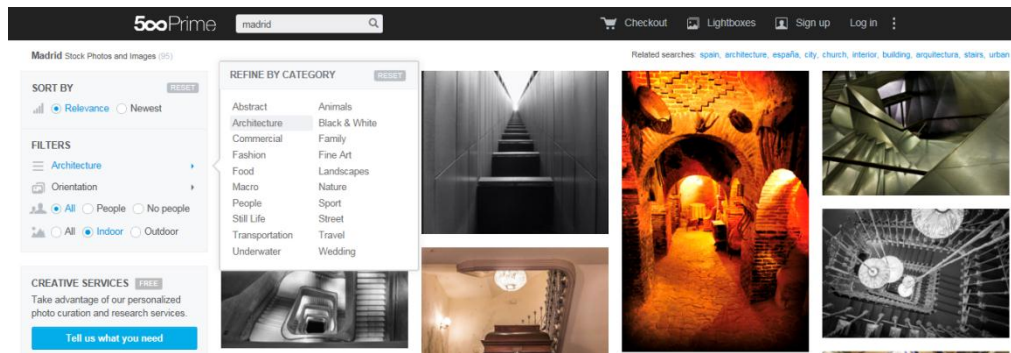 500Prime
madrid
Checkout
Lightboxes
Sign up
Log in
Madrid Stock Photos and Images (95)
Related searches: spain, architecture, españa, city, church, interior, building, arquitectura, stairs, urban
SORT BY RESET
Relevance Newest
FILTERS
Architecture
Orientation
All People No people
All Indoor Outdoor
CREATIVE SERVICES FREE
Take advantage of our personalized
photo curation and research services.
Tell us what you need
REFINE BY CATEGORY RESET
Abstract Animals
Architecture Black & White
Commercial Family
Fashion Fine Art
Food Landscapes
Macro Nature
People Sport
Still Life Street
Transportation Travel
Underwater Wedding